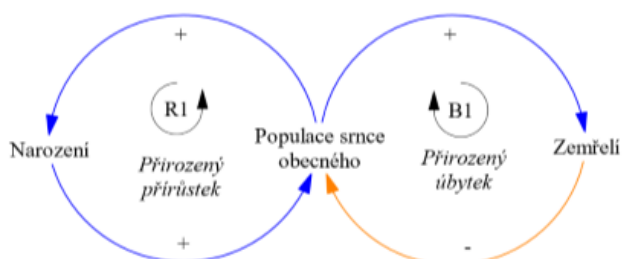 +
+
R1
B1
Narození
Populace srnce
obecného
Zemřelí
Přirozený
přírůstek
Přirozený
úbytek
+
-